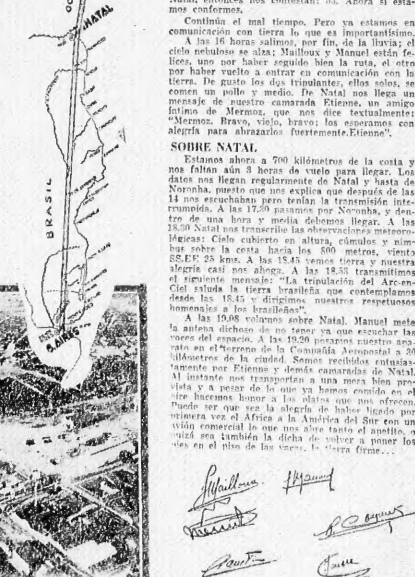 NATAL
BRASIL
mos conformes.
Continúa el mal tiempo. Pero ya estamos en
comunicación con tierra lo que es importantísimo.
A las 16 horas salimos, por fin, de la lluvia; el
cielo nebuloso se alza; Mailloux y Manuel están fe-
lices, uno por haber seguido bien la ruta, el otro
por haber vuelto a entrar en comunicación con la
tierra. De gusto los dos tripulantes, ellos solos, se
comen un pollo y medio. De Natal nos llega un
mensaje de nuestro camarada Etienne, un amigo
íntimo de Mermoz, que nos dice textualmente:
"Mermoz. Bravo, viejo, bravo; los esperamos con
alegría para abrazarlos fuertemente. Etienne".
SOBRE NATAL
Estamos ahora a 700 kilómetros de la costa y
nos faltan aún 3 horas de vuelo para llegar. Los
datos nos llegan regularmente de Natal y hasta de
Noronha, puesto que nos explica que después de las
14 nos escuchaban pero tenían la transmisión inte-
rrumpida. A las 17.30 pasamos por Noronha, y den-
tro de una hora y media debemos llegar. A las
18.30 Natal nos transcribe las observaciones meteoro-
lógicas: Cielo cubierto en altura, cúmulos y nim-
bus sobre la costa hacia los 800 metros, viento
SS.EE. 25 kms. A las 18.45 vemos tierra y nuestra
alegría casi nos ahoga. A las 18.53 transmitimos
el siguiente mensaje: "La tripulación del Arc-en-
Ciel saluda la tierra brasileña que contemplamos
desde las 18.45 y dirigimos nuestros respetuosos
homenajes a los brasileños".
A las 19,08 volamos sobre Natal. Manuel mete
la antena dichosa de no tener ya que escuchar las
voces del espacio. A las 19.20 posamos nuestro apa-
rato en el terreno de la Compañía Aeropostal a 30
kilómetros de la ciudad. Somos recibidos entusias-
tamente por Etienne y demás camaradas de Natal.
Al instante nos transportan a una mesa bien pro-
vista y a pesar de lo que ya hemos comido en el
aire hacemos honor a los platos que nos ofrecen.
Puede ser que sea la alegría de haber ligado por
primera vez el Africa a la América del Sur con un
avión comercial lo que nos abre tanto el apetito, o
quizá sea también la dicha de volver a poner los
pies en el piso de las vacas, la tierra firme...